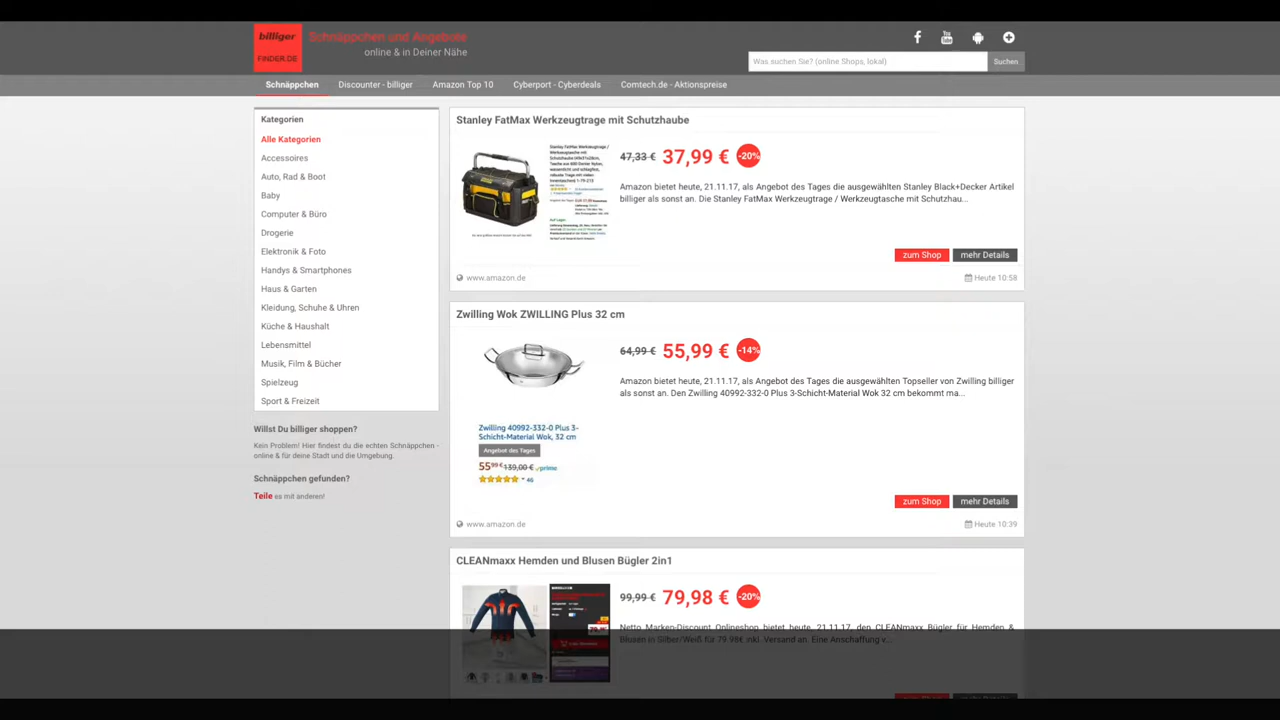 billiger
FINDER.DE
Schnäppchen und Angebote
online & in Deiner Nähe
Was suchen Sie? (online Shops, lokal)
Suchen
Schnäppchen
Discounter - billiger
Amazon Top 10
Cyberport - Cyberdeals
Comtech.de - Aktionspreise
Kategorien
Alle Kategorien
Accessoires
Auto, Rad & Boot
Baby
Computer & Büro
Drogerie
Elektronik & Foto
Handys & Smartphones
Haus & Garten
Kleidung, Schuhe & Uhren
Küche & Haushalt
Lebensmittel
Musik, Film & Bücher
Spielzeug
Sport & Freizeit
Willst Du billiger shoppen?
Kein Problem! Hier findest du die echten Schnäppchen -
online & für deine Stadt und die Umgebung.
Schnäppchen gefunden?
Teile es mit anderen!
Stanley FatMax Werkzeugtrage mit Schutzhaube
47,33 € 37,99 € -20%
Amazon bietet heute, 21.11.17, als Angebot des Tages die ausgewählten Stanley Black+Decker Artikel
billiger als sonst an. Die Stanley FatMax Werkzeugtrage / Werkzeugtasche mit Schutzhau...
zum Shop
mehr Details
www.amazon.de
Heute 10:58
Zwilling Wok ZWILLING Plus 32 cm
64,99 € 55,99 € -14%
Amazon bietet heute, 21.11.17, als Angebot des Tages die ausgewählten Topseller von Zwilling billiger
als sonst an. Den Zwilling 40992-332-0 Plus 3-Schicht-Material Wok 32 cm bekommt ma...
Zwilling 40992-332-0 Plus 3-
Schicht-Material Wok, 32 cm
Angebot des Tages
55,99 € 139,00 € prime
46
zum Shop
mehr Details
www.amazon.de
Heute 10:39
CLEANmaxx Hemden und Blusen Bügler 2in1
99,99 € 79,98 € -20%
Netto Marken-Discount Onlineshop bietet heute, 21.11.17, den CLEANmaxx Bügler für Hemden &
Blusen in Silber/Weiß für 79,98€ inkl. Versand an. Eine Anschaffung v...
zum Shop
mehr Details